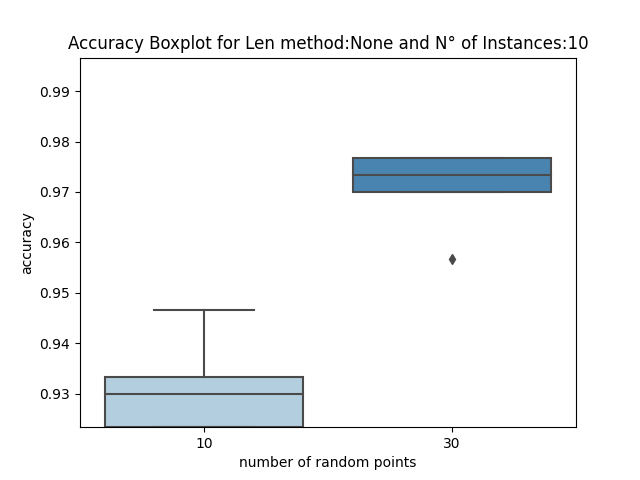 Accuracy Boxplot for Len method:None and N° of Instances:10
0.99
0.98
0.97
0.96
0.95
0.94
0.93
accuracy
10 30
number of random points